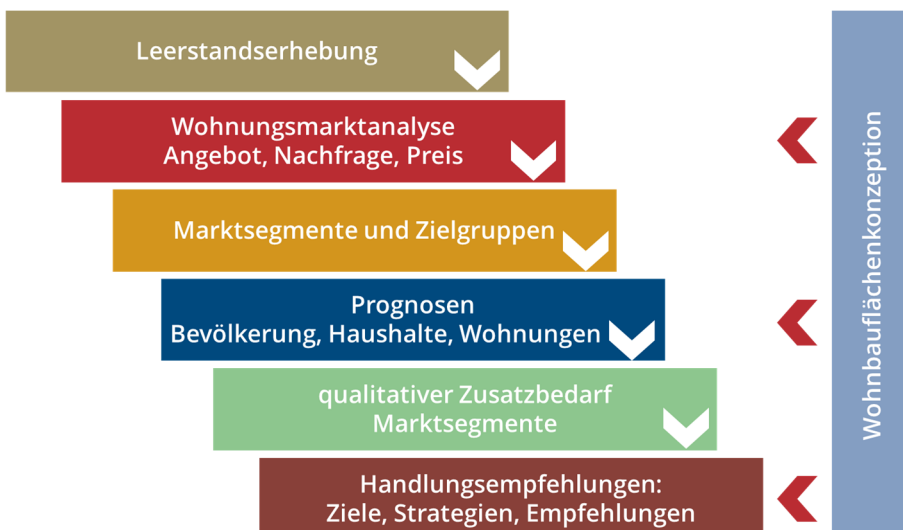 Leerstandserhebung
Wohnungsmarktanalyse
Angebot, Nachfrage, Preis
Marktsegmente und Zielgruppen
Prognosen
Bevölkerung, Haushalte, Wohnungen
qualitativer Zusatzbedarf
Marktsegmente
Handlungsempfehlungen:
Ziele, Strategien, Empfehlungen
Wohnbauflächenkonzeption